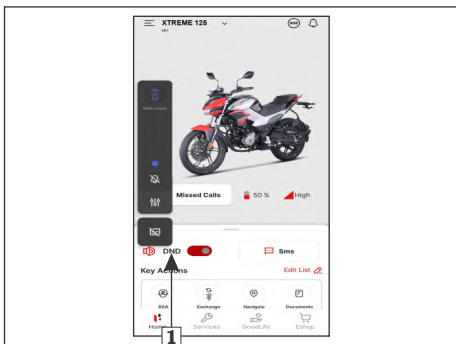 XTREME 125
SOS
Missed Calls
50 %
High
DND
Sms
Key Actions
Edit List
RSA
Exchange
Navigate
Documents
Home
Services
GoodLife
Eshop
1